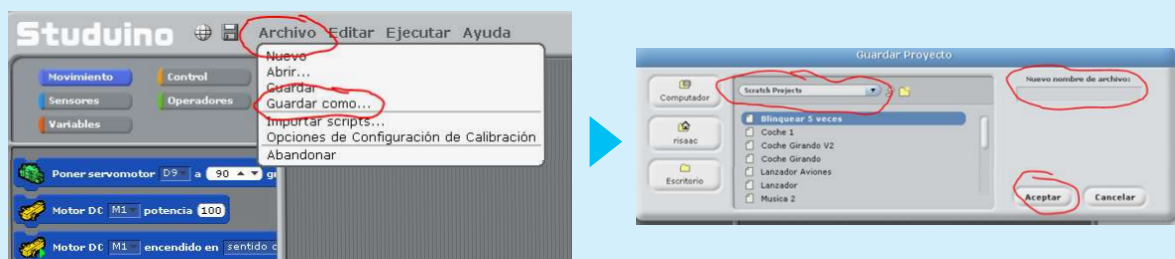 Studuino Archivo Editar Ejecutar Ayuda
Nuevo
Abrir...
Guardar
Guardar como...
Importar scripts...
Opciones de Configuración de Calibración
Abandonar
Movimiento Control
Sensores Operadores
Variables
Poner servomotor D9 a 90
Motor DC M1 potencia 100
Motor DC M1 encendido en sentido
Guardar Proyecto
Computador
risaac
Escritorio
Scratch Projects
Blinquear 5 veces
Coche 1
Coche Girando V2
Coche Girando
Lanzador Aviones
Lanzador
Musica 2
Nuevo nombre de archivo:
Aceptar Cancelar